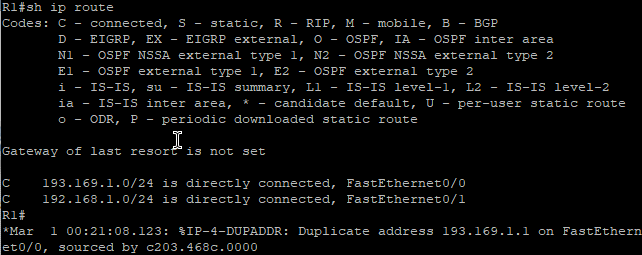 R1#sh ip route
Codes: C - connected, S - static, R - RIP, M - mobile, B - BGP
D - EIGRP, EX - EIGRP external, O - OSPF, IA - OSPF inter area
N1 - OSPF NSSA external type 1, N2 - OSPF NSSA external type 2
E1 - OSPF external type 1, E2 - OSPF external type 2
i - IS-IS, su - IS-IS summary, L1 - IS-IS level-1, L2 - IS-IS level-2
ia - IS-IS inter area, * - candidate default, U - per-user static route
o - ODR, P - periodic downloaded static route
Gateway of last resort is not set
C 193.169.1.0/24 is directly connected, FastEthernet0/0
C 192.168.1.0/24 is directly connected, FastEthernet0/1
R1#
*Mar 1 00:21:08.123: %IP-4-DUPADDR: Duplicate address 193.169.1.1 on FastEthern
et0/0, sourced by c203.468c.0000